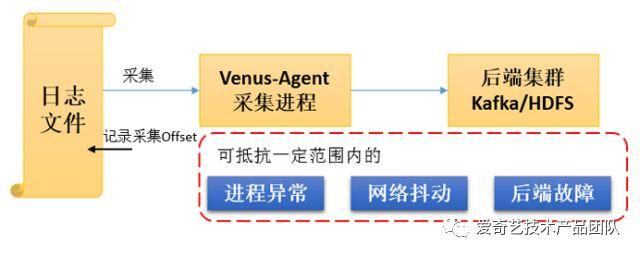 日志
文件
采集
记录采集Offset
Venus-Agent
采集进程
后端集群
Kafka/HDFS
可抵抗一定范围内的
进程异常
网络抖动
后端故障
爱奇艺技术产品团队